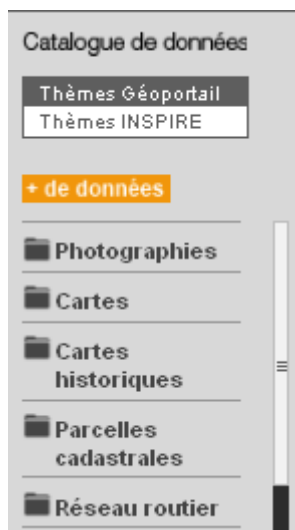 Catalogue de données
Thèmes Géoportail
Thèmes INSPIRE
+ de données
Photographies
Cartes
Cartes
historiques
Parcelles
cadastrales
Réseau routier